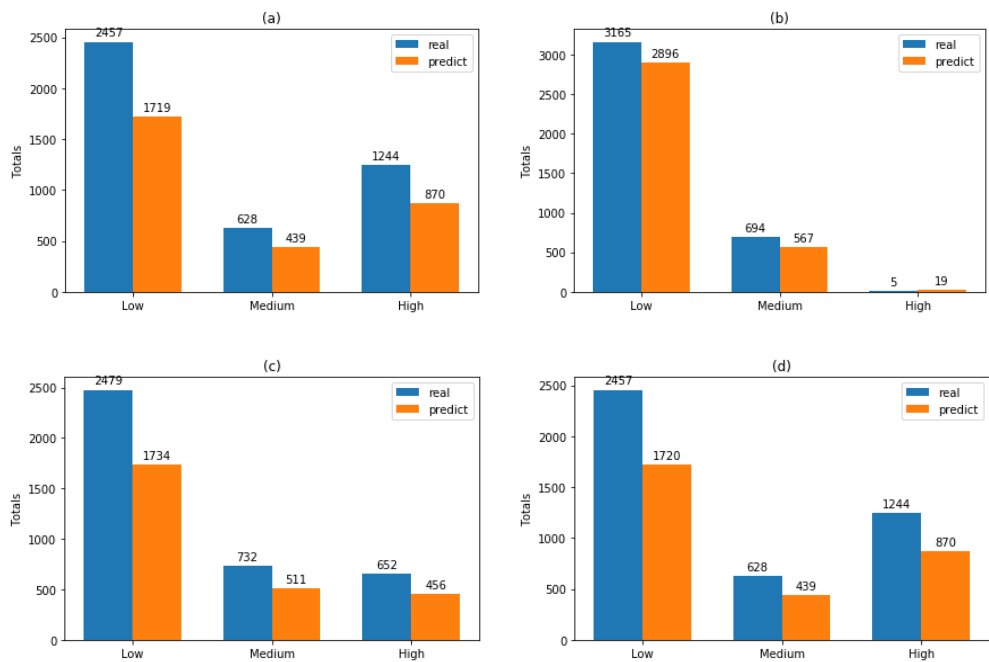 (a)
2457
1719
628
439
1244
870
real
predict
Totals
2500
2000
1500
1000
500
0
Low Medium High
(b)
3165
2896
694
567
5
19
real
predict
Totals
3000
2500
2000
1500
1000
500
0
Low Medium High
(c)
2479
1734
732
511
652
456
real
predict
Totals
2500
2000
1500
1000
500
0
Low Medium High
(d)
2457
1720
628
439
1244
870
real
predict
Totals
2500
2000
1500
1000
500
0
Low Medium High